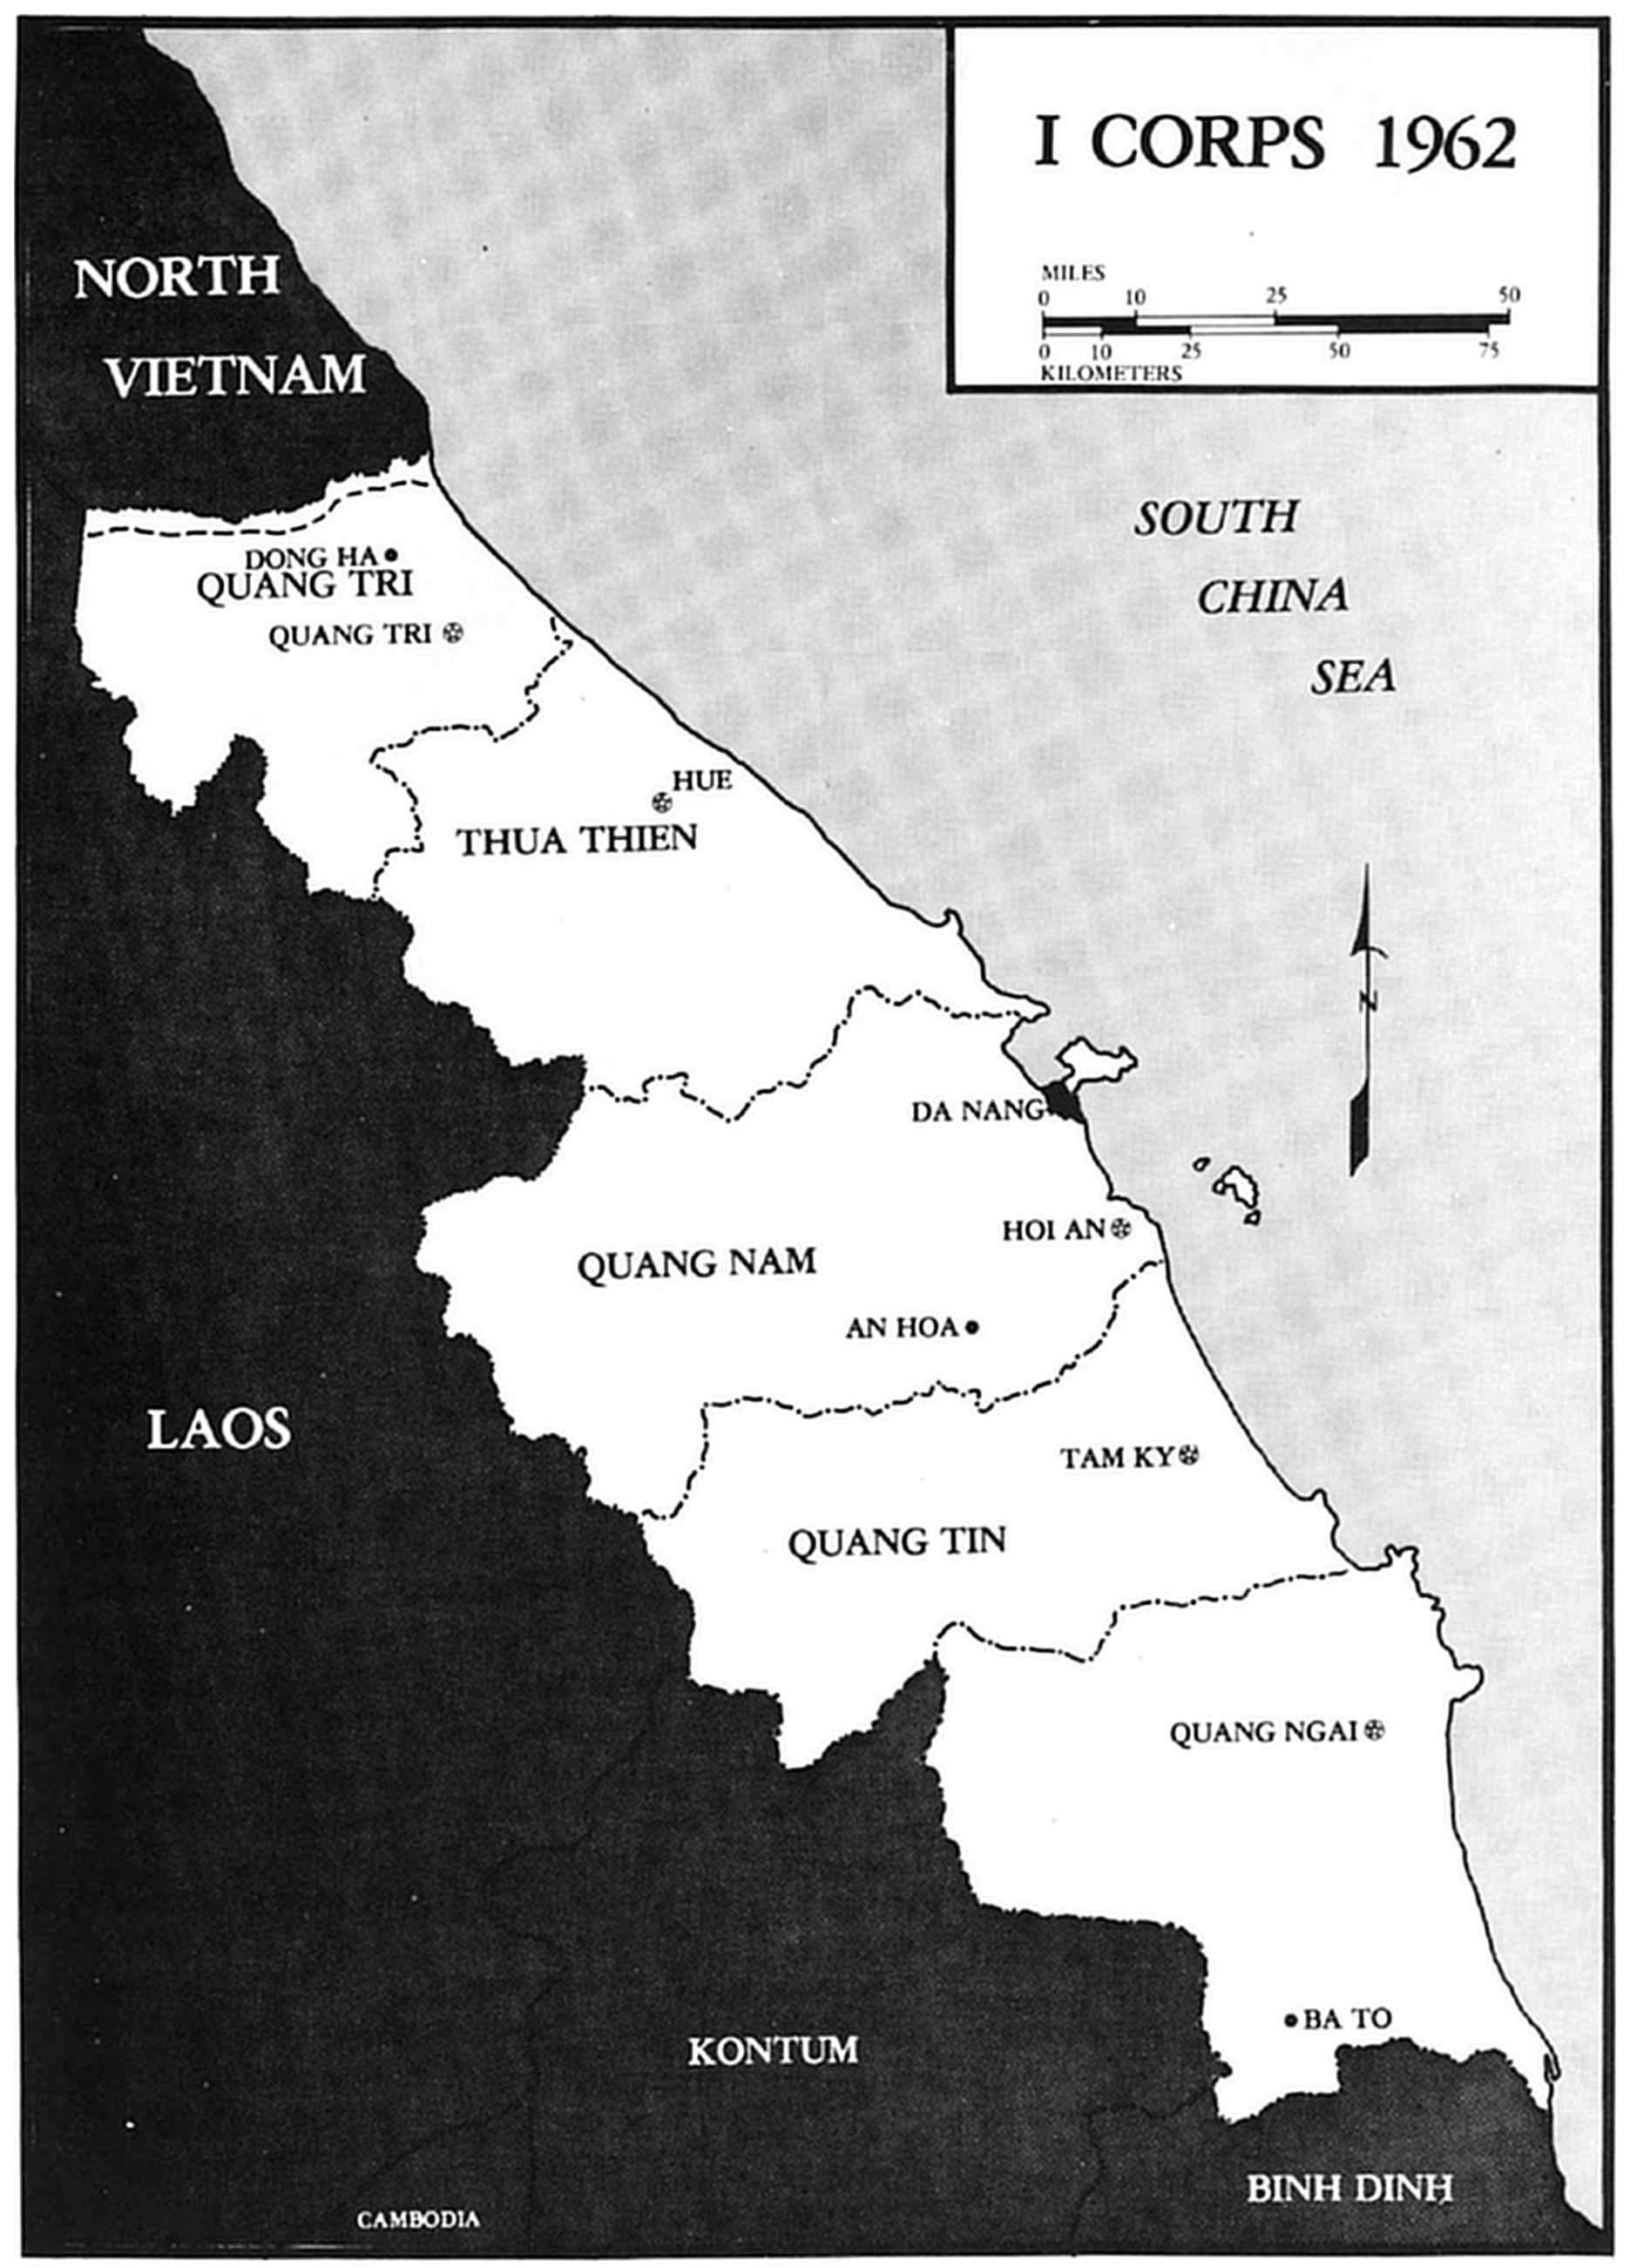 I CORPS 1962
MILES
0 10 25 50
0 10 25 50 75
KILOMETERS
NORTH
VIETNAM
SOUTH
CHINA
SEA
DONG HA
QUANG TRI
QUANG TRI
HUE
THUA THIEN
N
DA NANG
HOI AN
QUANG NAM
AN HOA
LAOS
TAM KY
QUANG TIN
QUANG NGAI
BA TO
KONTUM
BINH DINH
CAMBODIA